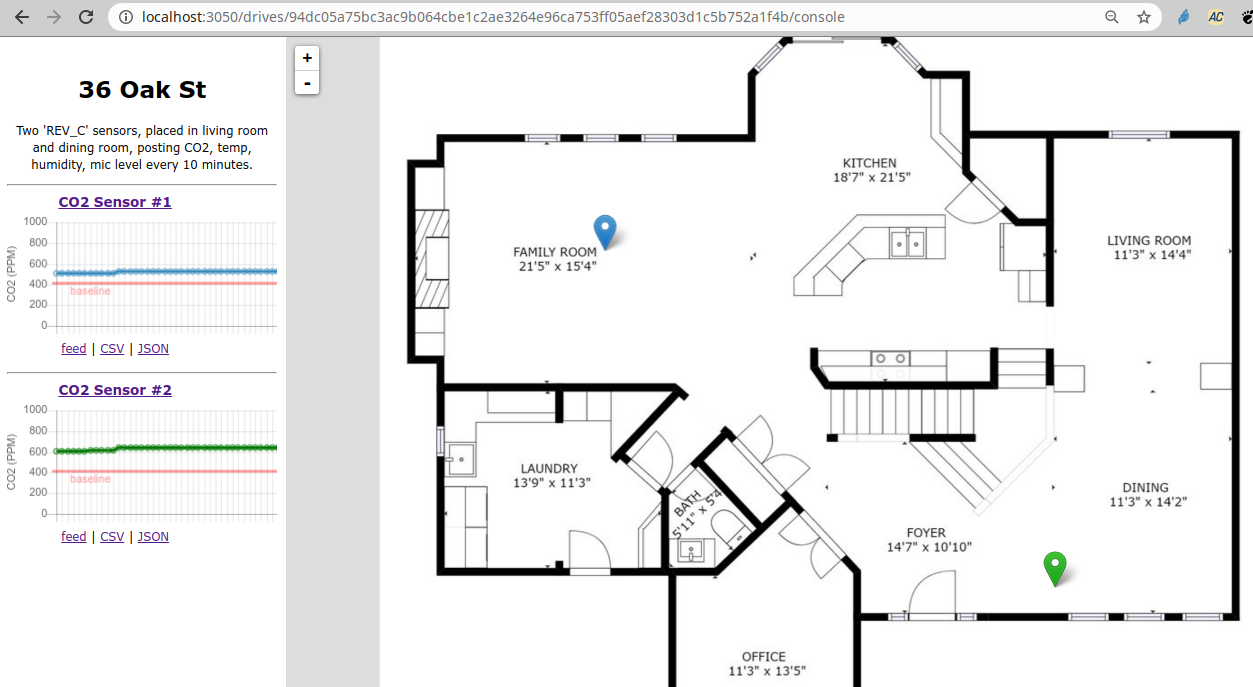 localhost:3050/drives/94dc05a75bc3ac9b064cbe1c2ae3264e96ca753ff05aef28303d1c5b752a1f4b/console
AC
36 Oak St
Two 'REV_C' sensors, placed in living room
and dining room, posting CO2, temp,
humidity, mic level every 10 minutes.
CO2 Sensor #1
CO2 (PPM)
1000
800
600
400
200
0
baseline
feed | CSV | JSON
CO2 Sensor #2
CO2 (PPM)
1000
800
600
400
200
0
baseline
feed | CSV | JSON
+
-
KITCHEN
18'7" x 21'5"
FAMILY ROOM
21'5" x 15'4"
LIVING ROOM
11'3" x 14'4"
LAUNDRY
13'9" x 11'3"
BATH
5'11" x 5'4
DINING
11'3" x 14'2"
FOYER
14'7" x 10'10"
OFFICE
11'3" x 13'5"